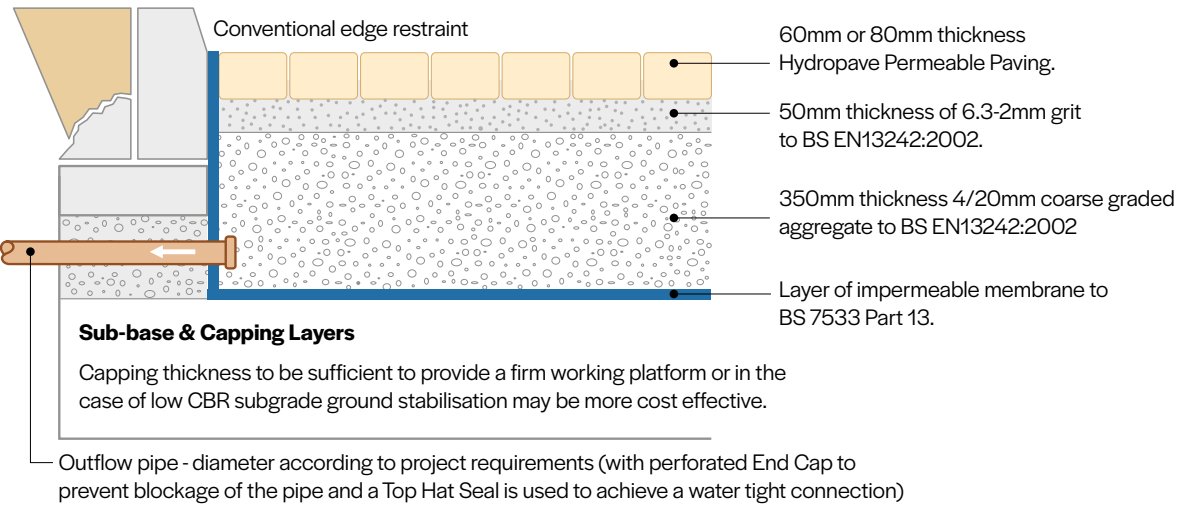 Conventional edge restraint
60mm or 80mm thickness
Hydropave Permeable Paving.
50mm thickness of 6.3-2mm grit
to BS EN13242:2002.
350mm thickness 4/20mm coarse graded
aggregate to BS EN13242:2002
Layer of impermeable membrane to
BS 7533 Part 13.
Sub-base & Capping Layers
Capping thickness to be sufficient to provide a firm working platform or in the
case of low CBR subgrade ground stabilisation may be more cost effective.
Outflow pipe - diameter according to project requirements (with perforated End Cap to
prevent blockage of the pipe and a Top Hat Seal is used to achieve a water tight connection)